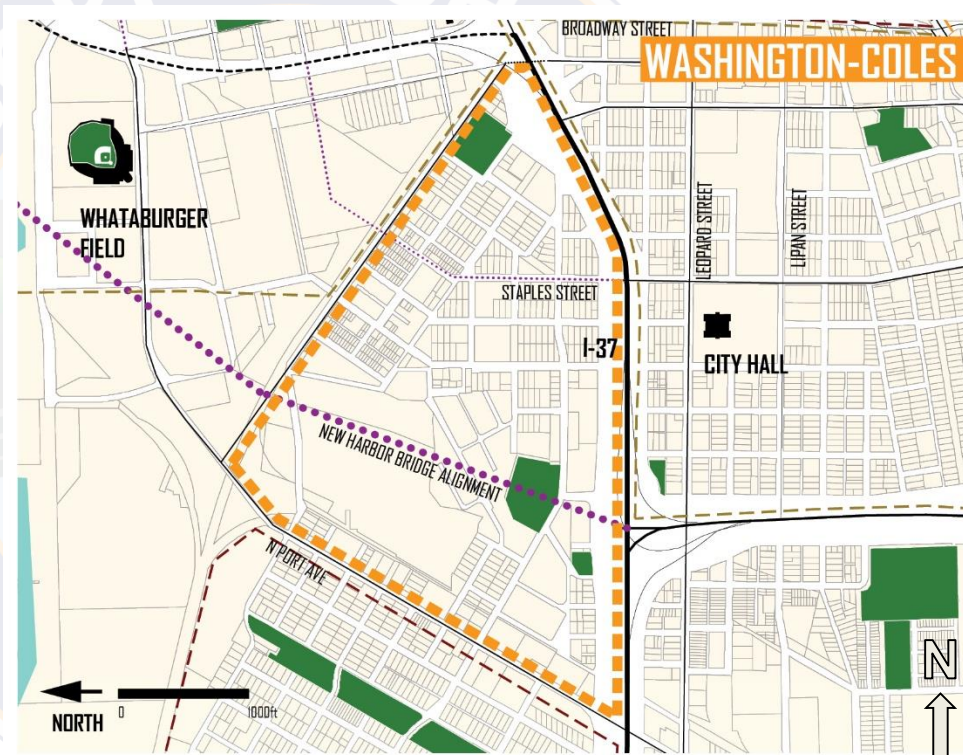 BROADWAY STREET
WASHINGTON-COLES
WHATABURGER
FIELD
LEOPARD STREET
LIPAN STREET
STAPLES STREET
I-37
CITY HALL
NEW HARBOR BRIDGE ALIGNMENT
N PORT AVE
N
NORTH
0
1000ft